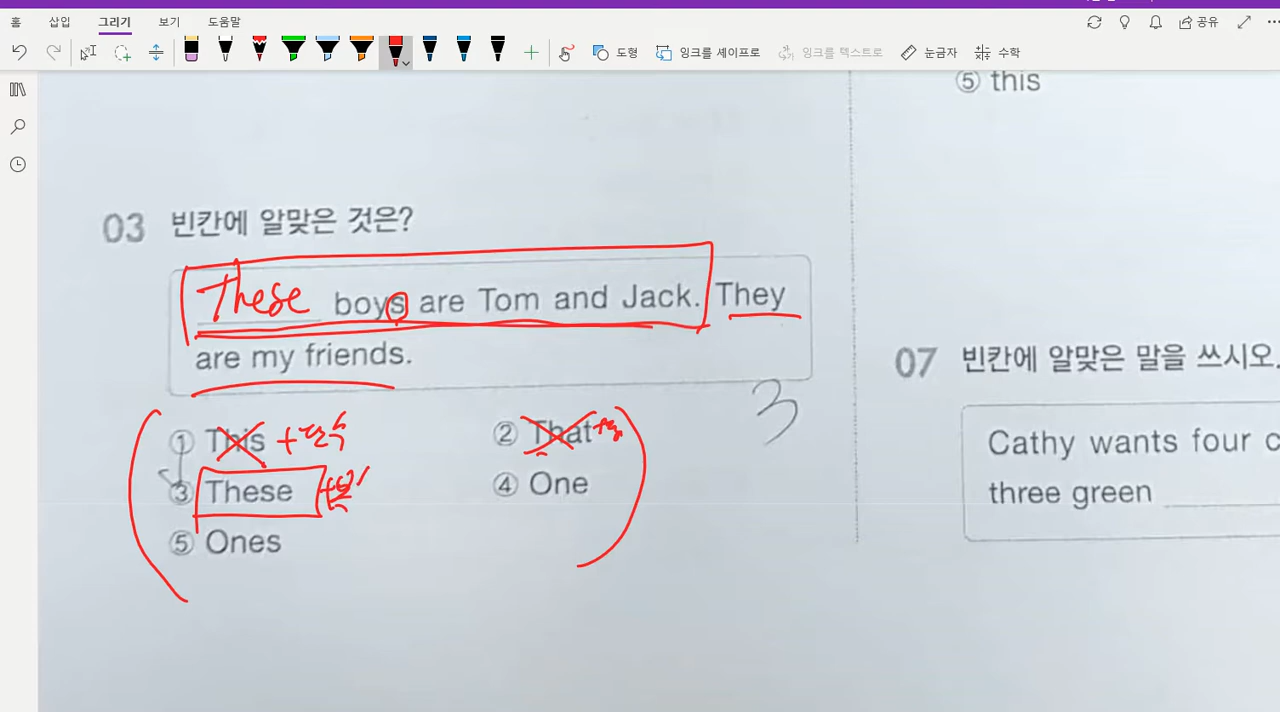 홈 삽입 그리기 보기 도움말 공유
도형 잉크를 셰이프로 잉크를 텍스트로 눈금자 수학
⑤ this
03 빈칸에 알맞은 것은?
These boys are Tom and Jack. They
are my friends.
3
① This +단수
② That
③ These
④ One
⑤ Ones
07 빈칸에 알맞은 말을 쓰시오.
Cathy wants four c
three green